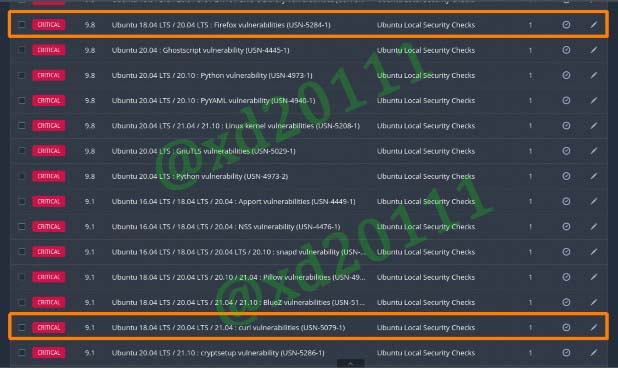 CRITICAL 9.8 Ubuntu 18.04 LTS / 20.04 LTS : Firefox vulnerabilities (USN-5284-1) Ubuntu Local Security Checks 1
CRITICAL 9.8 Ubuntu 20.04 : Ghostscript vulnerability (USN-4445-1) Ubuntu Local Security Checks 1
CRITICAL 9.8 Ubuntu 20.04 LTS / 20.10 : Python vulnerability (USN-4973-1) Ubuntu Local Security Checks 1
CRITICAL 9.8 Ubuntu 20.04 LTS / 20.10 : PyYAML vulnerability (USN-4940-1) Ubuntu Local Security Checks 1
CRITICAL 9.8 Ubuntu 20.04 LTS / 21.04 / 21.10 : Linux kernel vulnerabilities (USN-5208-1) Ubuntu Local Security Checks 1
CRITICAL 9.8 Ubuntu 20.04 LTS : GnuTLS vulnerabilities (USN-5029-1) Ubuntu Local Security Checks 1
CRITICAL 9.8 Ubuntu 20.04 LTS : Python vulnerability (USN-4973-2) Ubuntu Local Security Checks 1
CRITICAL 9.1 Ubuntu 16.04 LTS / 18.04 LTS / 20.04 : Apport vulnerabilities (USN-4449-1) Ubuntu Local Security Checks 1
CRITICAL 9.1 Ubuntu 16.04 LTS / 18.04 LTS / 20.04 : NSS vulnerability (USN-4476-1) Ubuntu Local Security Checks 1
CRITICAL 9.1 Ubuntu 16.04 LTS / 18.04 LTS / 20.04 LTS / 20.10 : snapd vulnerability (USN-... Ubuntu Local Security Checks 1
CRITICAL 9.1 Ubuntu 18.04 LTS / 20.04 LTS / 20.10 / 21.04 : Pillow vulnerabilities (USN-49... Ubuntu Local Security Checks 1
CRITICAL 9.1 Ubuntu 18.04 LTS / 20.04 LTS / 21.04 / 21.10 : BlueZ vulnerabilities (USN-51... Ubuntu Local Security Checks 1
CRITICAL 9.1 Ubuntu 18.04 LTS / 20.04 LTS / 21.04 : curl vulnerabilities (USN-5079-1) Ubuntu Local Security Checks 1
CRITICAL 9.1 Ubuntu 20.04 LTS / 21.10 : cryptsetup vulnerability (USN-5286-1) Ubuntu Local Security Checks 1
@xd20111
@xd20111